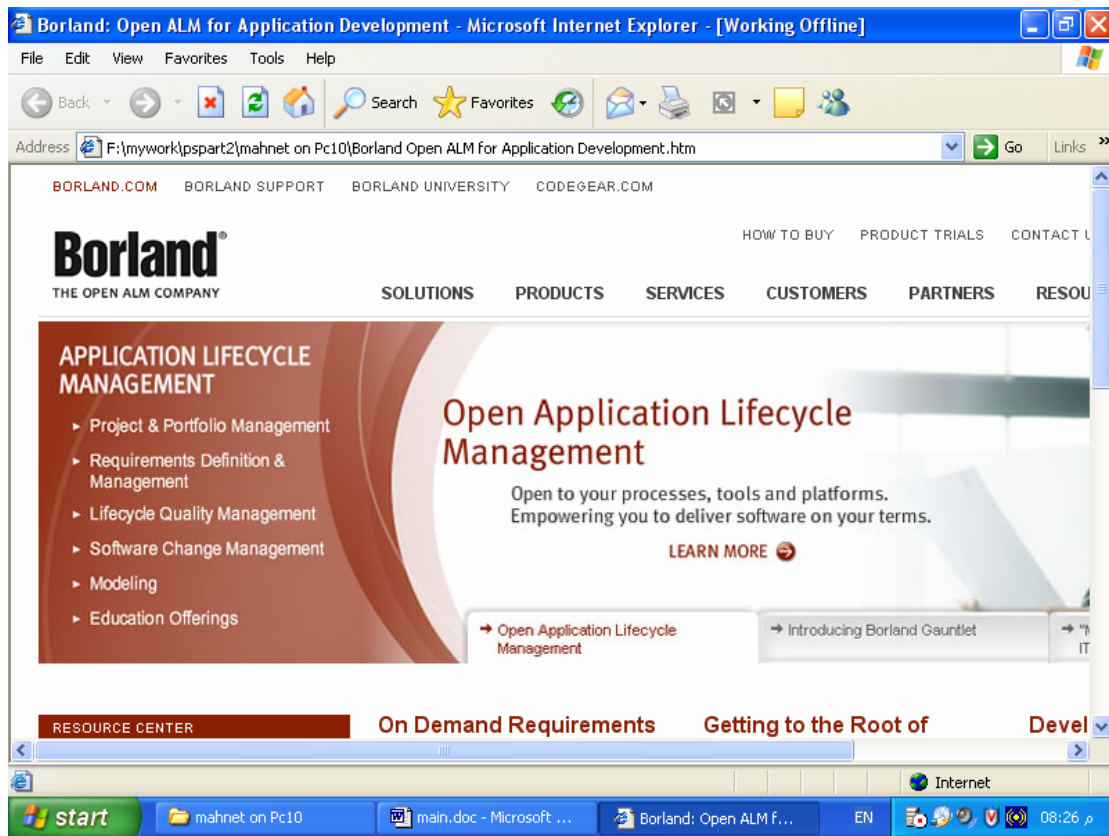 Borland: Open ALM for Application Development - Microsoft Internet Explorer - [Working Offline]
File Edit View Favorites Tools Help
Back Search Favorites
Address F:\mywork\pspart2\mahnet on Pc10\Borland Open ALM for Application Development.htm Go Links »
BORLAND.COM BORLAND SUPPORT BORLAND UNIVERSITY CODEGEAR.COM
HOW TO BUY PRODUCT TRIALS CONTACT U
Borland®
THE OPEN ALM COMPANY
SOLUTIONS PRODUCTS SERVICES CUSTOMERS PARTNERS RESOU
APPLICATION LIFECYCLE
MANAGEMENT
Project & Portfolio Management
Requirements Definition &
Management
Lifecycle Quality Management
Software Change Management
Modeling
Education Offerings
Open Application Lifecycle
Management
Open to your processes, tools and platforms.
Empowering you to deliver software on your terms.
LEARN MORE
Open Application Lifecycle
Management
Introducing Borland Gauntlet
"M
IT
RESOURCE CENTER
On Demand Requirements Getting to the Root of Devel
Internet
start mahnet on Pc10 main.doc - Microsoft ... Borland: Open ALM f... EN 08:26 م